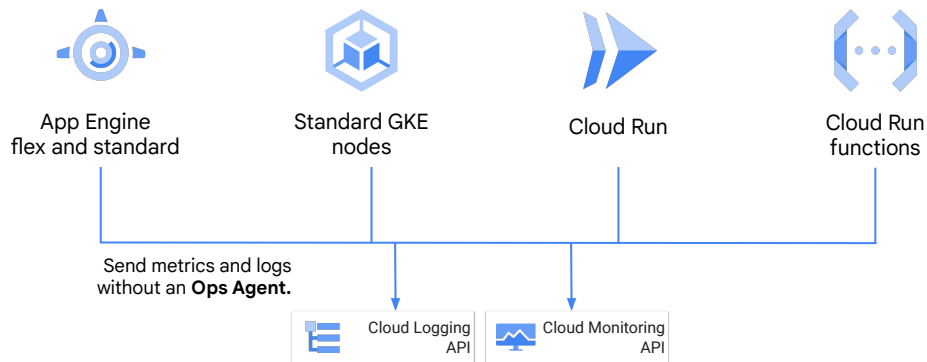 App Engine
flex and standard
Standard GKE
nodes
Cloud Run
Cloud Run
functions
Send metrics and logs
without an Ops Agent.
Cloud Logging
API
Cloud Monitoring
API